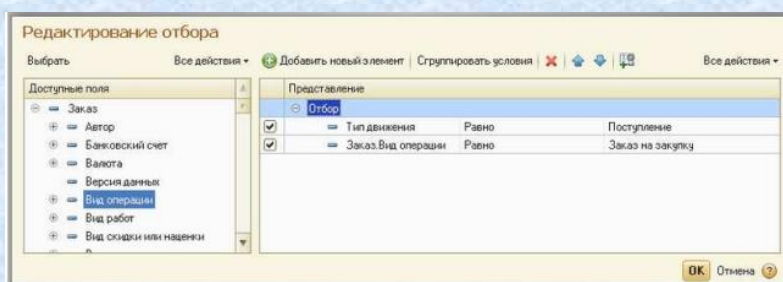 Редактирование отбора
Выбрать Все действия Добавить новый элемент Сгруппировать условия Все действия
Доступные поля Представление
Заказ Отбор
Автор Тип движения Равно Поступление
Банковский счет Заказ.Вид операции Равно Заказ на закупку
Валюта
Версия данных
Вид операции
Вид работ
Вид скидки или наценки
OK Отмена ?